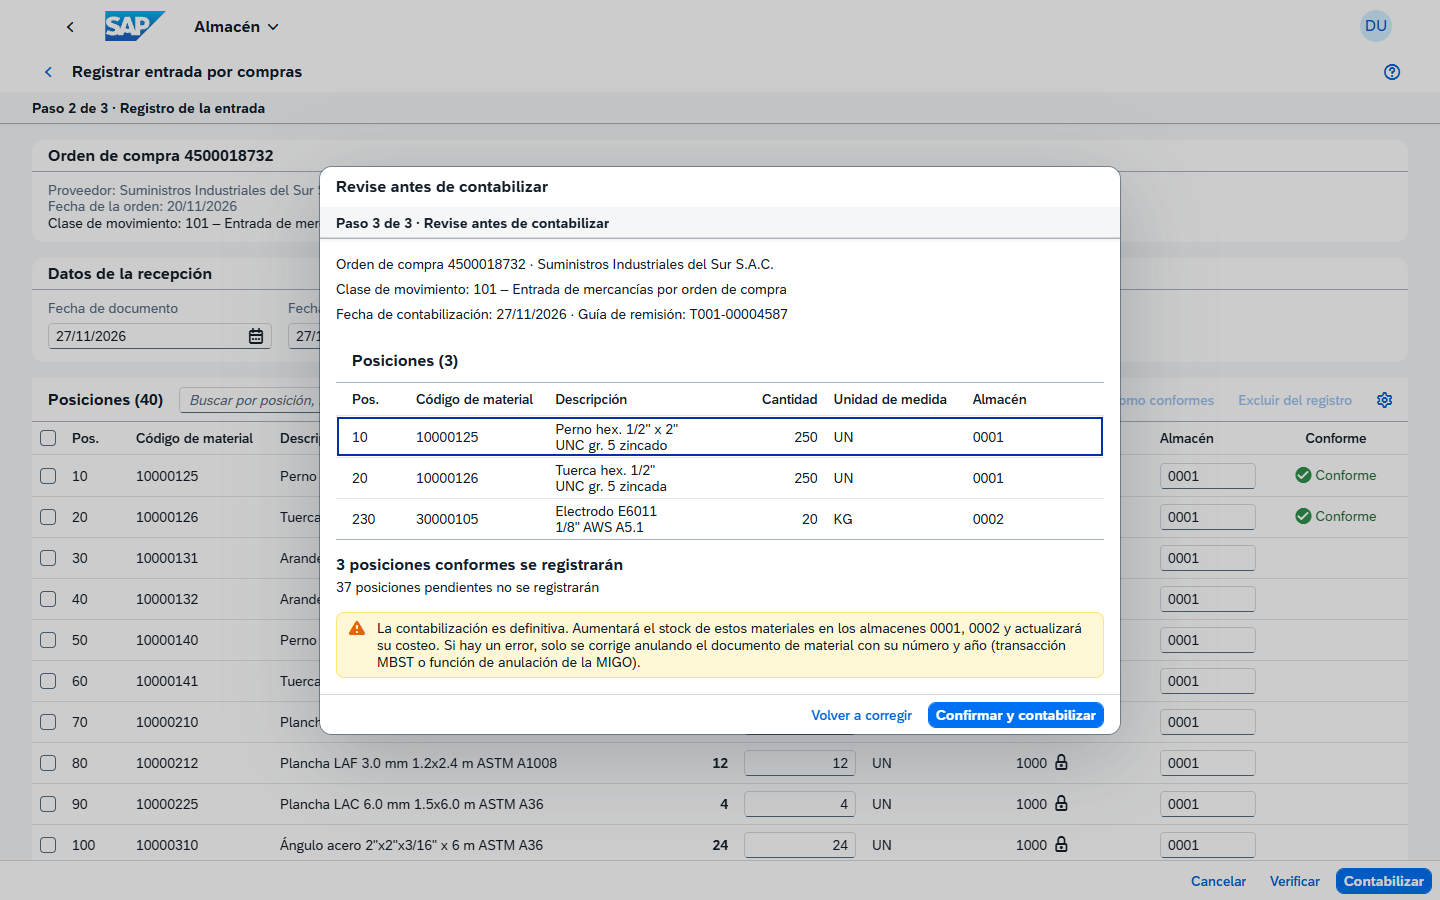 SAP
Almacén
DU
Registrar entrada por compras
Paso 2 de 3 · Registro de la entrada
Orden de compra 4500018732
Proveedor: Suministros Industriales del Sur
Fecha de la orden: 20/11/2026
Clase de movimiento: 101 – Entrada de mer
Datos de la recepción
Fecha de documento
27/11/2026
Posiciones (40)
Buscar por posición,
omo conformes
Excluir del registro
Pos.
Código de material
Almacén
Conforme
10 10000125 Perno 0001 Conforme
20 10000126 Tuerca 0001 Conforme
30 10000131 0001
40 10000132 0001
50 10000140 Perno 0001
60 10000141 Tuerca 0001
70 10000210 0001
80 10000212 Plancha LAF 3.0 mm 1.2x2.4 m ASTM A1008 12 12 UN 1000 0001
90 10000225 Plancha LAC 6.0 mm 1.5x6.0 m ASTM A36 4 4 UN 1000 0001
100 10000310 Ángulo acero 2"x2"x3/16" x 6 m ASTM A36 24 24 UN 1000 0001
Cancelar
Verificar
Contabilizar
Revise antes de contabilizar
Paso 3 de 3 · Revise antes de contabilizar
Orden de compra 4500018732 · Suministros Industriales del Sur S.A.C.
Clase de movimiento: 101 – Entrada de mercancías por orden de compra
Fecha de contabilización: 27/11/2026 · Guía de remisión: T001-00004587
Posiciones (3)
Pos. Código de material Descripción Cantidad Unidad de medida Almacén
10 10000125 Perno hex. 1/2" x 2" 250 UN 0001
UNC gr. 5 zincado
20 10000126 Tuerca hex. 1/2" 250 UN 0001
UNC gr. 5 zincada
230 30000105 Electrodo E6011 20 KG 0002
1/8" AWS A5.1
3 posiciones conformes se registrarán
37 posiciones pendientes no se registrarán
La contabilización es definitiva. Aumentará el stock de estos materiales en los almacenes 0001, 0002 y actualizará
su costeo. Si hay un error, solo se corrige anulando el documento de material con su número y año (transacción
MBST o función de anulación de la MIGO).
Volver a corregir
Confirmar y contabilizar